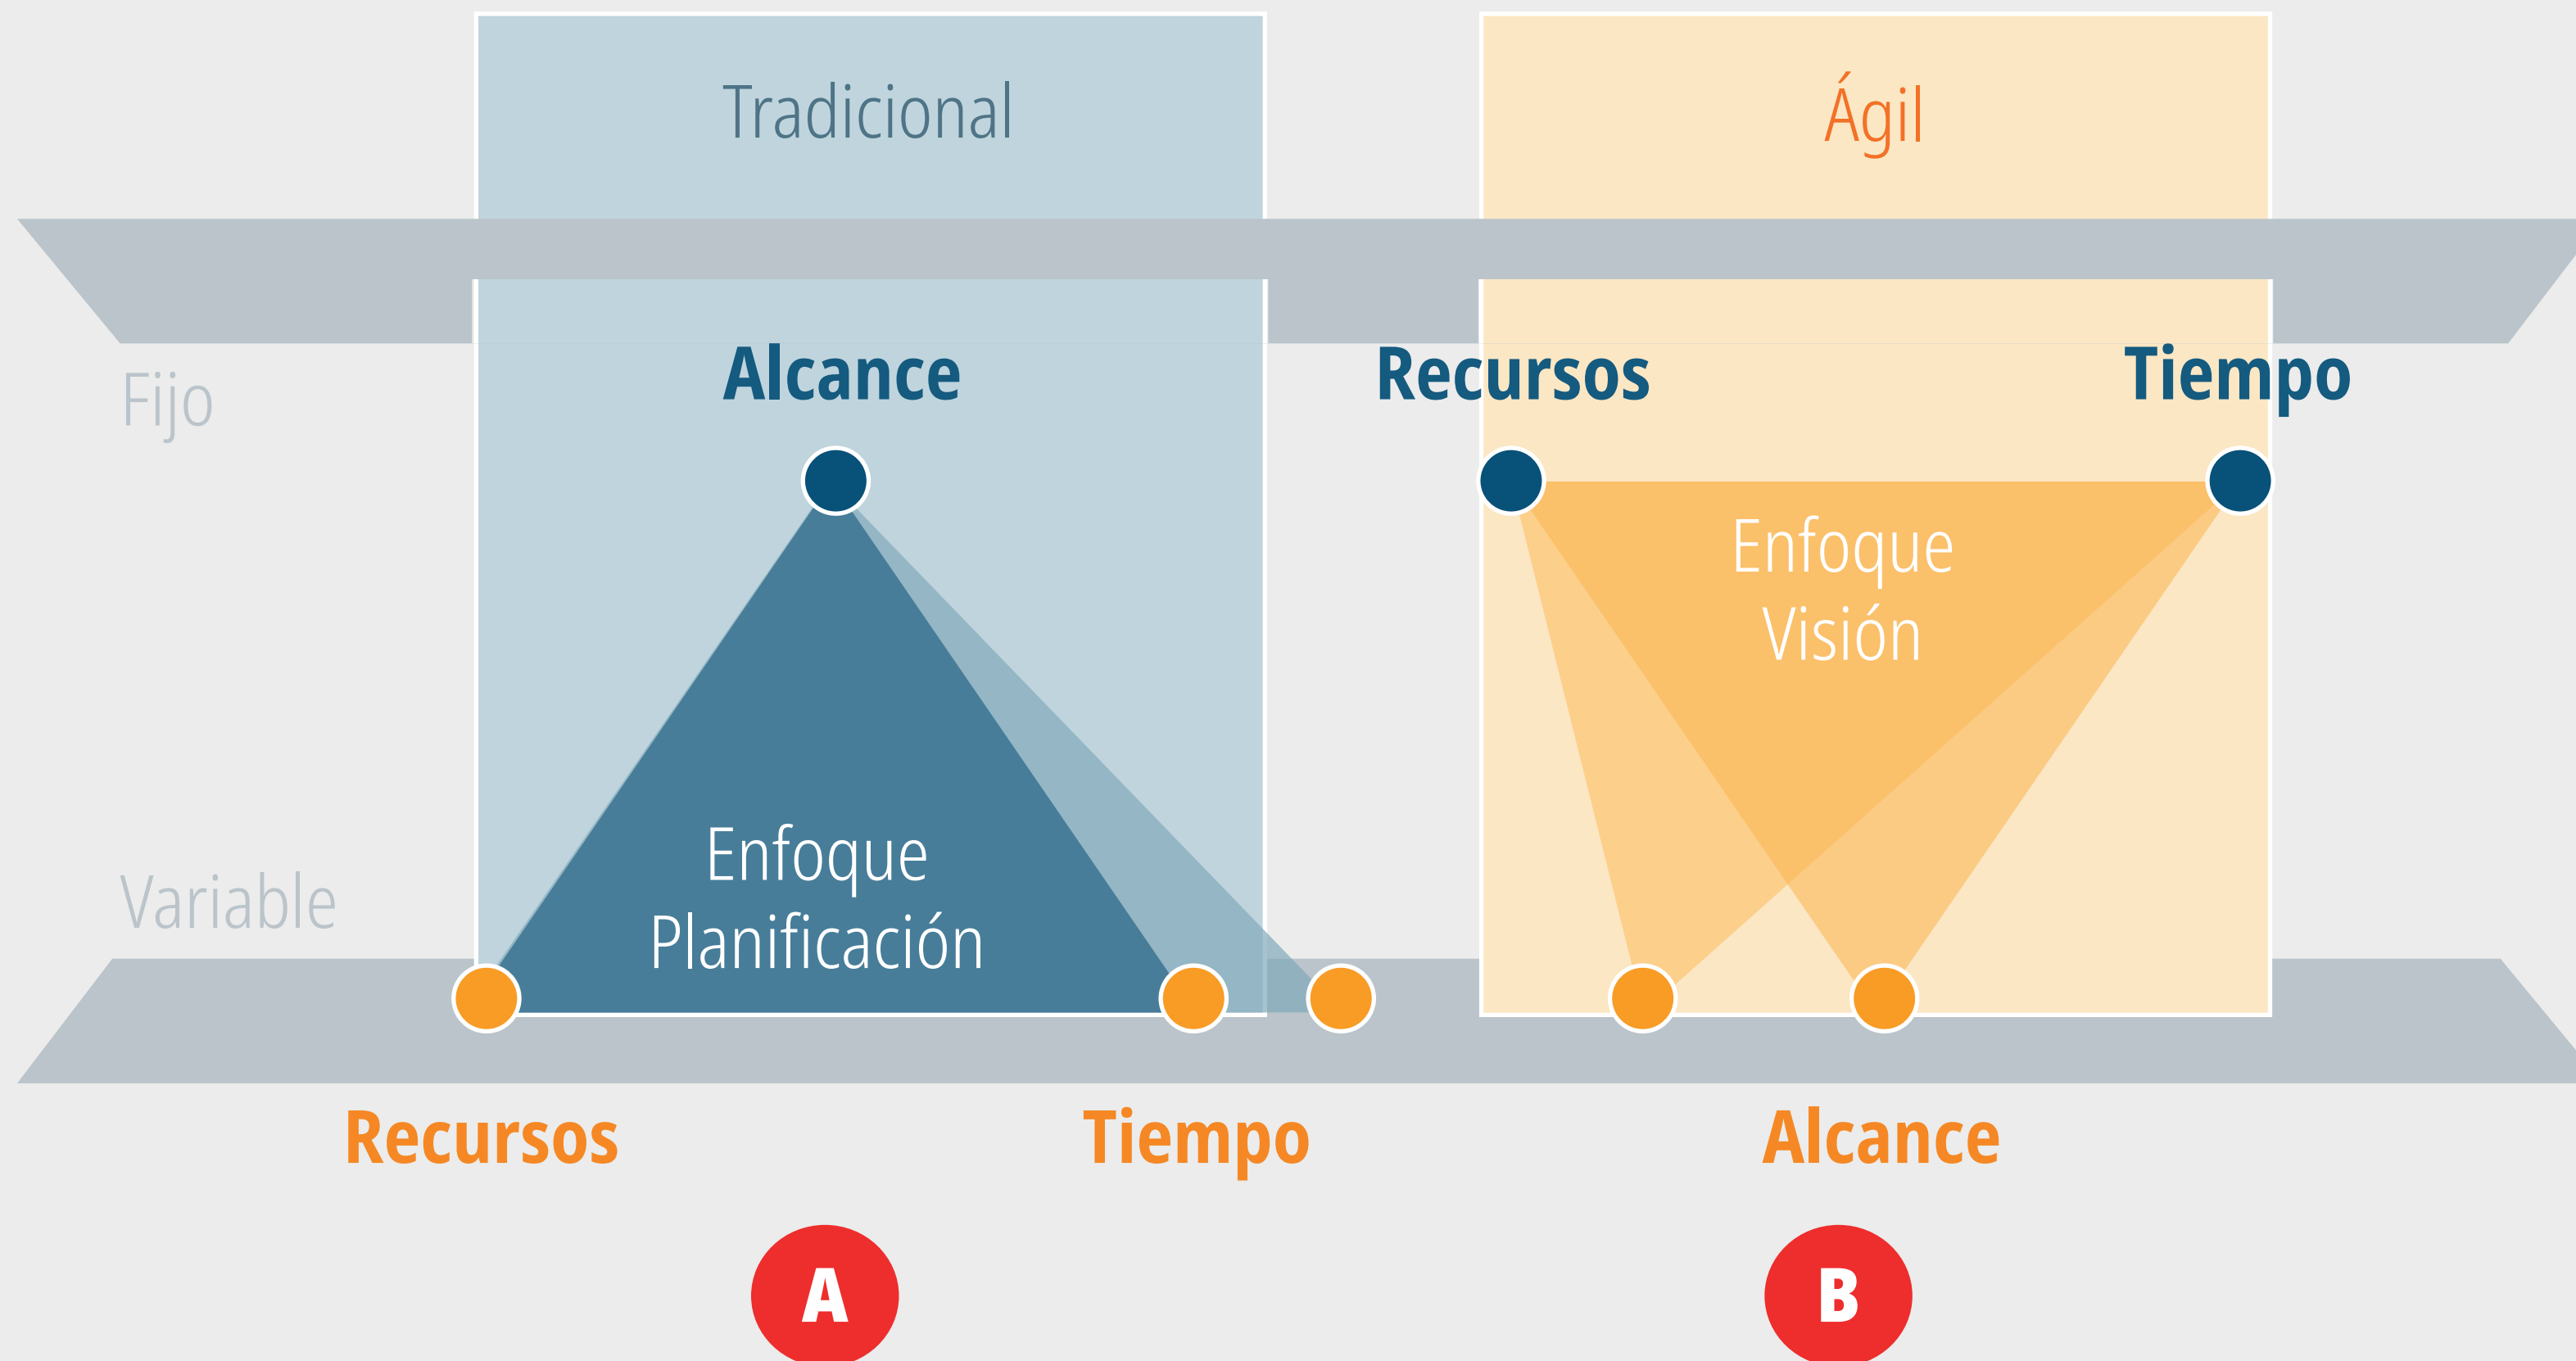 Tradicional
Ágil
Fijo
Alcance
Recursos
Tiempo
Enfoque
Visión
Enfoque
Planificación
Variable
Recursos
Tiempo
Alcance
A
B